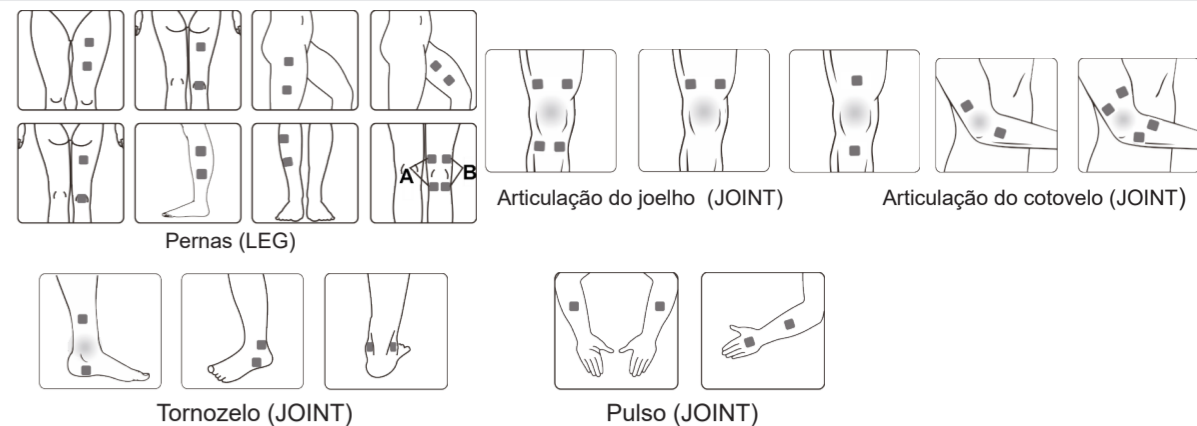 A B
Articulação do joelho (JOINT)
Articulação do cotovelo (JOINT)
Pernas (LEG)
Tornozelo (JOINT)
Pulso (JOINT)